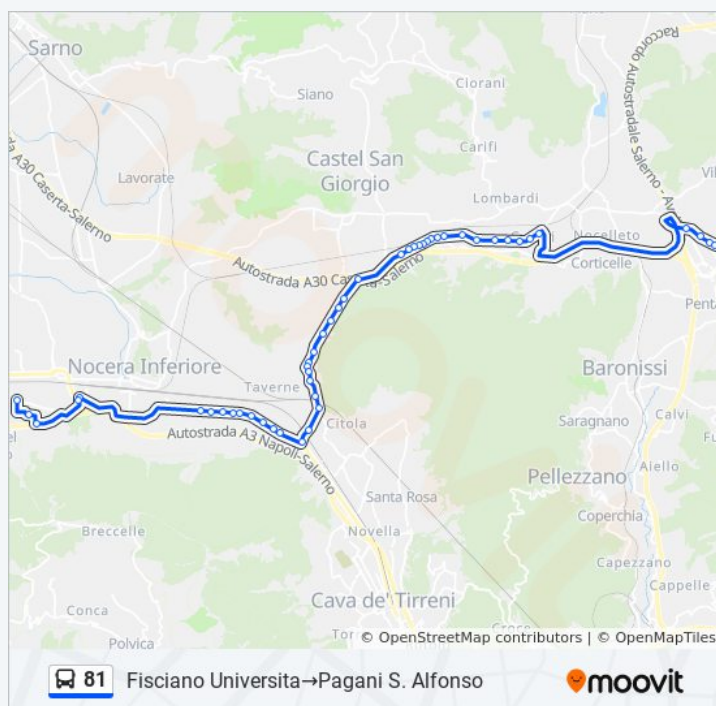 Sarno
Siano
Ciorani
Raccordo Autostradale Salerno - Av
Carifi
Castel San
Giorgio
Lavorate
Lombardi
A30 Caserta-Salerno
Nocelleto
Autostrada A30 Caserta-Salerno
Corticelle
Penta
Nocera Inferiore
Baronissi
Taverne
Citola
Saragnano
Calvi
Autostrada A3 Napoli-Salerno
Aiello
Santa Rosa
Pellezzano
Coperchia
Breccelle
Novella
Capezzano
Conca
Cava de' Tirreni
Cappelle
Polvica
© OpenStreetMap contributors | © OpenMapTiles
81 Fisciano Universita→Pagani S. Alfonso
moovit